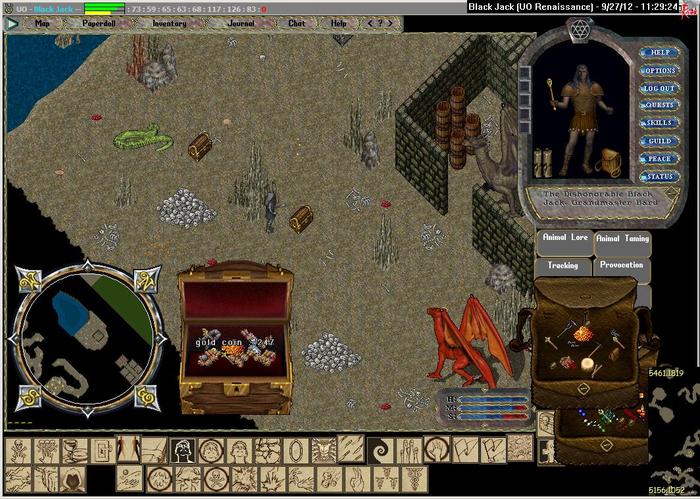 UO - Black Jack -- :73:59:65:63:68:117:126:83:0
Black Jack (UO Renaissance) - 9/27/12 - 11:29:24
Map Paperdoll Inventory Journal Chat Help < ? >
HELP
OPTIONS
LOG OUT
QUESTS
SKILLS
GUILD
PEACE
STATUS
The Dishonorable Black
Jack, Grandmaster Bard
Animal Lore Animal Taming
Tracking Provocation
gold coin
5461,1819
5156,1052